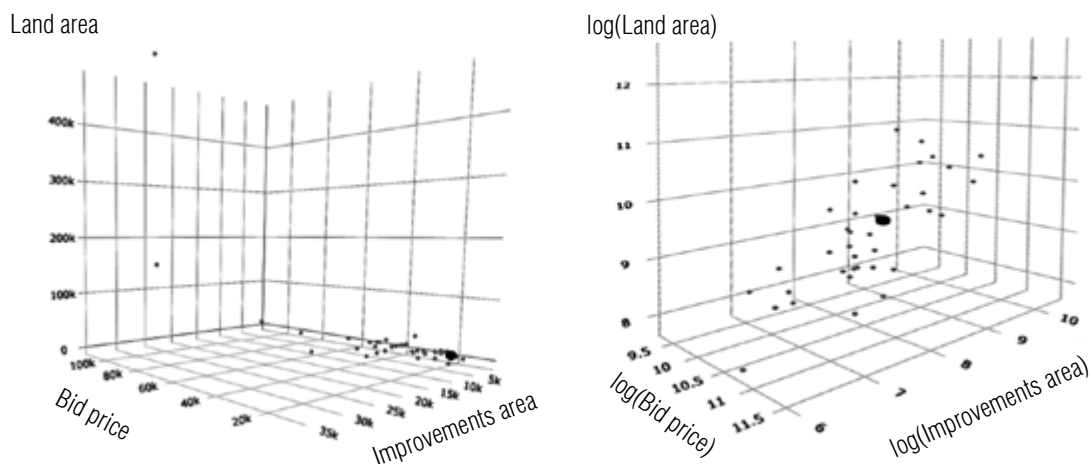 Land area
400k
300k
200k
100k
0
100k
80k
60k
40k
20k
Bid price
35k
30k
25k
20k
15k
10k
5k
Improvements area
log(Land area)
12
11
10
9
8
9.5
10
10.5
11
11.5
log(Bid price)
6
7
8
9
10
log(Improvements area)